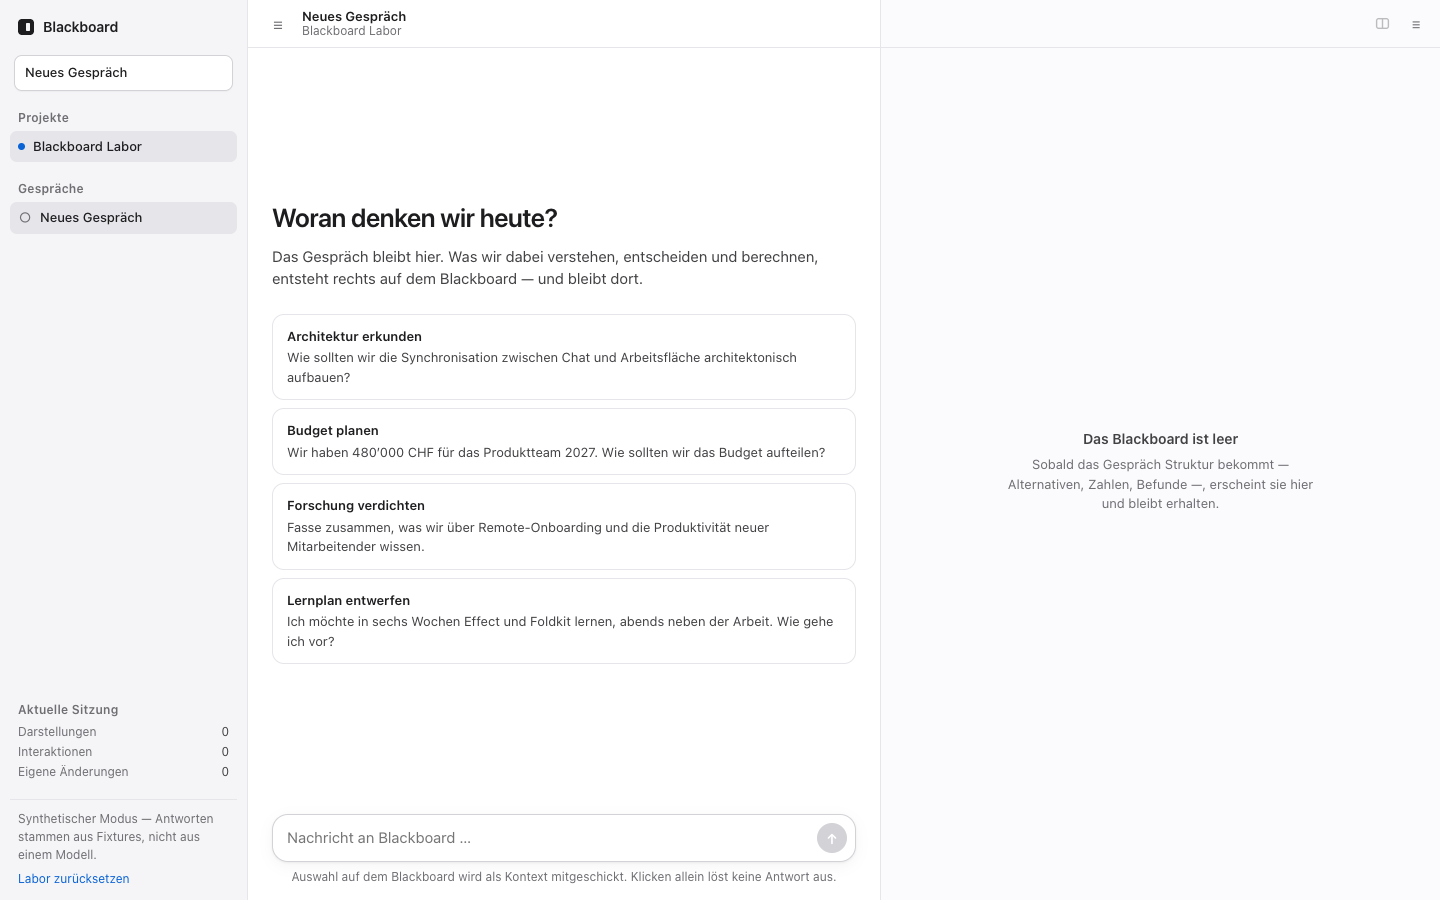 Blackboard
Neues Gespräch
Projekte
Blackboard Labor
Gespräche
Neues Gespräch
Aktuelle Sitzung
Darstellungen 0
Interaktionen 0
Eigene Änderungen 0
Synthetischer Modus — Antworten
stammen aus Fixtures, nicht aus
einem Modell.
Labor zurücksetzen
Neues Gespräch
Blackboard Labor
Woran denken wir heute?
Das Gespräch bleibt hier. Was wir dabei verstehen, entscheiden und berechnen,
entsteht rechts auf dem Blackboard — und bleibt dort.
Architektur erkunden
Wie sollten wir die Synchronisation zwischen Chat und Arbeitsfläche architektonisch
aufbauen?
Budget planen
Wir haben 480’000 CHF für das Produktteam 2027. Wie sollten wir das Budget aufteilen?
Forschung verdichten
Fasse zusammen, was wir über Remote-Onboarding und die Produktivität neuer
Mitarbeitender wissen.
Lernplan entwerfen
Ich möchte in sechs Wochen Effect und Foldkit lernen, abends neben der Arbeit. Wie gehe
ich vor?
Nachricht an Blackboard …
Auswahl auf dem Blackboard wird als Kontext mitgeschickt. Klicken allein löst keine Antwort aus.
Das Blackboard ist leer
Sobald das Gespräch Struktur bekommt —
Alternativen, Zahlen, Befunde —, erscheint sie hier
und bleibt erhalten.